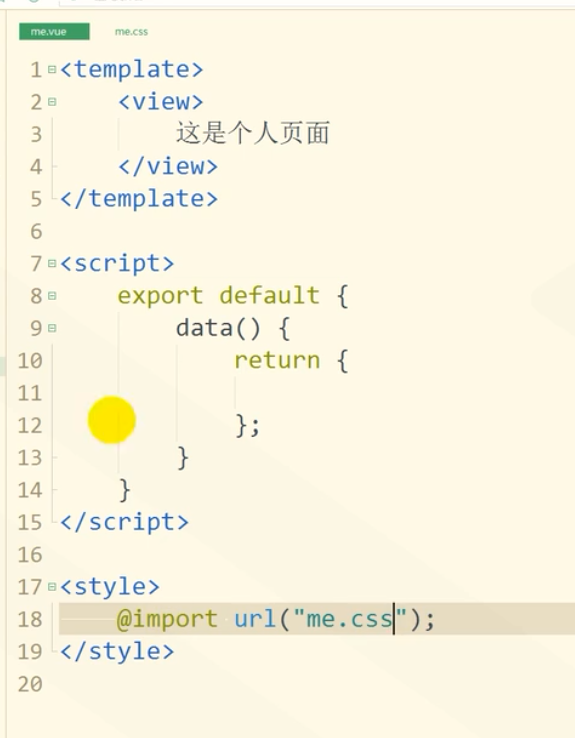 me.vue me.css
1 <template>
2 <view>
3 这是个人页面
4 </view>
5 </template>
6
7 <script>
8 export default {
9 data() {
10 return {
11
12 };
13 }
14 }
15 </script>
16
17 <style>
18 @import url("me.css");
19 </style>
20